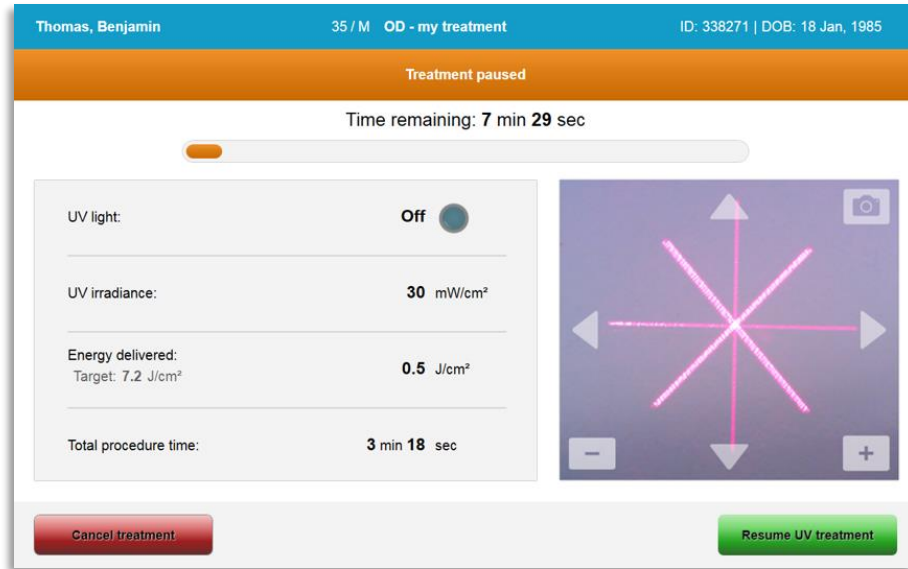 Thomas, Benjamin 35 / M OD - my treatment ID: 338271 | DOB: 18 Jan, 1985
Treatment paused
Time remaining: 7 min 29 sec
UV light: Off
UV irradiance: 30 mW/cm²
Energy delivered:
Target: 7.2 J/cm² 0.5 J/cm²
Total procedure time: 3 min 18 sec
Cancel treatment Resume UV treatment